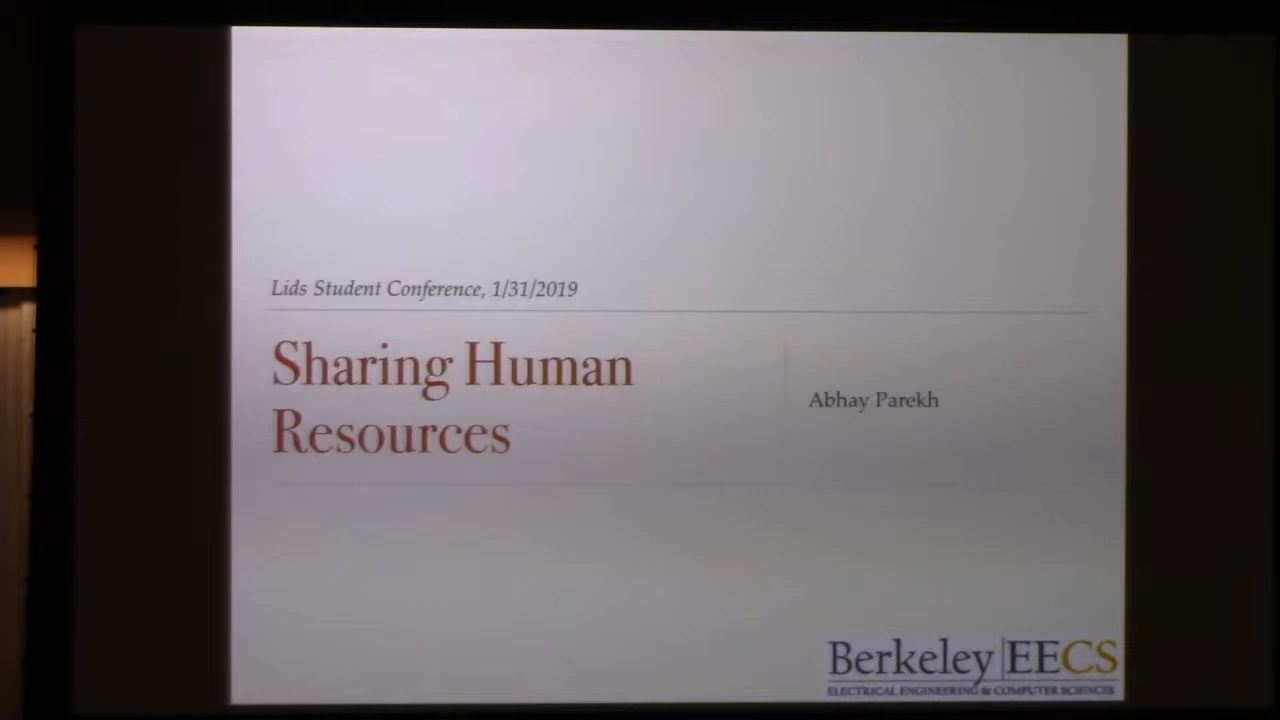 Lids Student Conference, 1/31/2019
Sharing Human
Resources
Abhay Parekh
Berkeley EECS
ELECTRICAL ENGINEERING & COMPUTER SCIENCES